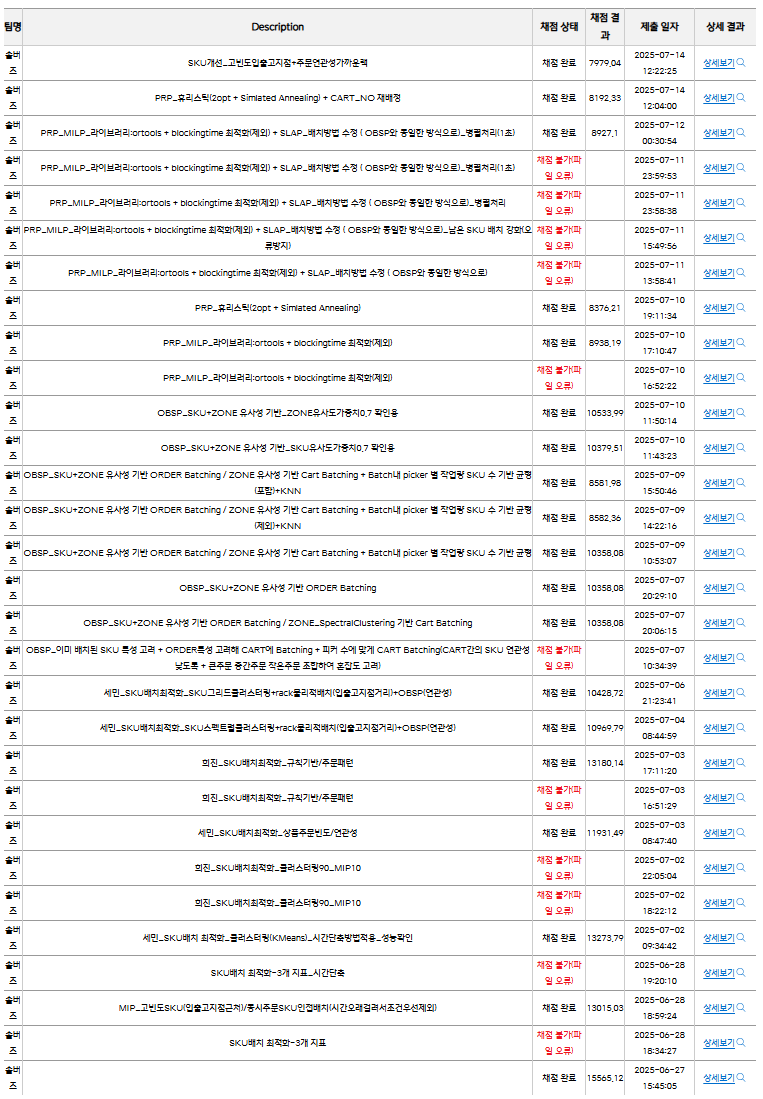 팀명 Description 채점 상태 채점 결과 제출 일자 상세 결과
솔버즈 SKU개선_고빈도입출고지점+주문연관성가까운랙 채점 완료 7979.04 2025-07-14 12:22:25 상세보기
솔버즈 PRP_휴리스틱(2opt + Simlated Annealing) + CART_NO 재배정 채점 완료 8192.33 2025-07-14 12:04:00 상세보기
솔버즈 PRP_MILP_라이브러리:ortools + blockingtime 최적화(제외) + SLAP_배치방법 수정 ( OBSP와 동일한 방식으로)_병렬처리(1초) 채점 완료 8927.1 2025-07-12 00:30:54 상세보기
솔버즈 PRP_MILP_라이브러리:ortools + blockingtime 최적화(제외) + SLAP_배치방법 수정 ( OBSP와 동일한 방식으로)_병렬처리(1초) 채점 불가(파일 오류) 2025-07-11 23:59:53 상세보기
솔버즈 PRP_MILP_라이브러리:ortools + blockingtime 최적화(제외) + SLAP_배치방법 수정 ( OBSP와 동일한 방식으로)_병렬처리 채점 불가(파일 오류) 2025-07-11 23:58:38 상세보기
솔버즈 PRP_MILP_라이브러리:ortools + blockingtime 최적화(제외) + SLAP_배치방법 수정 ( OBSP와 동일한 방식으로)_남은 SKU 배치 강화(오류방지) 채점 불가(파일 오류) 2025-07-11 15:49:56 상세보기
솔버즈 PRP_MILP_라이브러리:ortools + blockingtime 최적화(제외) + SLAP_배치방법 수정 ( OBSP와 동일한 방식으로) 채점 불가(파일 오류) 2025-07-11 13:58:41 상세보기
솔버즈 PRP_휴리스틱(2opt + Simlated Annealing) 채점 완료 8376.21 2025-07-10 19:11:34 상세보기
솔버즈 PRP_MILP_라이브러리:ortools + blockingtime 최적화(제외) 채점 완료 8938.19 2025-07-10 17:10:47 상세보기
솔버즈 PRP_MILP_라이브러리:ortools + blockingtime 최적화(제외) 채점 불가(파일 오류) 2025-07-10 16:52:22 상세보기
솔버즈 OBSP_SKU+ZONE 유사성 기반_ZONE유사도가중치0.7 확인용 채점 완료 10533.99 2025-07-10 11:50:14 상세보기
솔버즈 OBSP_SKU+ZONE 유사성 기반_SKU유사도가중치0.7 확인용 채점 완료 10379.51 2025-07-10 11:43:23 상세보기
솔버즈 OBSP_SKU+ZONE 유사성 기반 ORDER Batching / ZONE 유사성 기반 Cart Batching + Batch내 picker 별 작업량 SKU 수 기반 균형(포함)+KNN 채점 완료 8581.98 2025-07-09 15:50:46 상세보기
솔버즈 OBSP_SKU+ZONE 유사성 기반 ORDER Batching / ZONE 유사성 기반 Cart Batching + Batch내 picker 별 작업량 SKU 수 기반 균형(제외)+KNN 채점 완료 8582.36 2025-07-09 14:22:16 상세보기
솔버즈 OBSP_SKU+ZONE 유사성 기반 ORDER Batching / ZONE 유사성 기반 Cart Batching + Batch내 picker 별 작업량 SKU 수 기반 균형 채점 완료 10358.08 2025-07-09 10:53:07 상세보기
솔버즈 OBSP_SKU+ZONE 유사성 기반 ORDER Batching 채점 완료 10358.08 2025-07-07 20:29:10 상세보기
솔버즈 OBSP_SKU+ZONE 유사성 기반 ORDER Batching / ZONE_SpectralClustering 기반 Cart Batching 채점 완료 10358.08 2025-07-07 20:06:15 상세보기
솔버즈 OBSP_이미 배치된 SKU 특성 고려 + ORDER특성 고려해 CART에 Batching + 피커 수에 맞게 CART Batching(CART간의 SKU 연관성 낮도록 + 큰주문 중간주문 작은주문 조합하여 혼잡도 고려) 채점 불가(파일 오류) 2025-07-07 10:34:39 상세보기
솔버즈 세민_SKU배치최적화_SKU그리드클러스터링+rack물리적배치(입출고지점거리)+OBSP(연관성) 채점 완료 10428.72 2025-07-06 21:23:41 상세보기
솔버즈 세민_SKU배치최적화_SKU스펙트럴클러스터링+rack물리적배치(입출고지점거리)+OBSP(연관성) 채점 완료 10969.79 2025-07-04 08:44:59 상세보기
솔버즈 희진_SKU배치최적화_규칙기반/주문패턴 채점 완료 13180.14 2025-07-03 17:11:20 상세보기
솔버즈 희진_SKU배치최적화_규칙기반/주문패턴 채점 불가(파일 오류) 2025-07-03 16:51:29 상세보기
솔버즈 세민_SKU배치최적화_상품주문빈도/연관성 채점 완료 11931.49 2025-07-03 08:47:40 상세보기
솔버즈 희진_SKU배치최적화_클러스터링90_MIP10 채점 불가(파일 오류) 2025-07-02 22:05:04 상세보기
솔버즈 희진_SKU배치최적화_클러스터링90_MIP10 채점 불가(파일 오류) 2025-07-02 18:22:12 상세보기
솔버즈 세민_SKU배치 최적화_클러스터링(KMeans)_시간단축방법적용_성능확인 채점 완료 13273.79 2025-07-02 09:34:42 상세보기
솔버즈 SKU배치 최적화-3개 지표_시간단축 채점 불가(파일 오류) 2025-06-28 19:20:10 상세보기
솔버즈 MIP_고빈도SKU(입출고지점근처)/동시주문SKU인접배치(시간오래걸려서조건우선제외) 채점 완료 13015.03 2025-06-28 18:59:24 상세보기
솔버즈 SKU배치 최적화-3개 지표 채점 불가(파일 오류) 2025-06-28 18:34:27 상세보기
솔버즈 채점 완료 15565.12 2025-06-27 15:45:05 상세보기